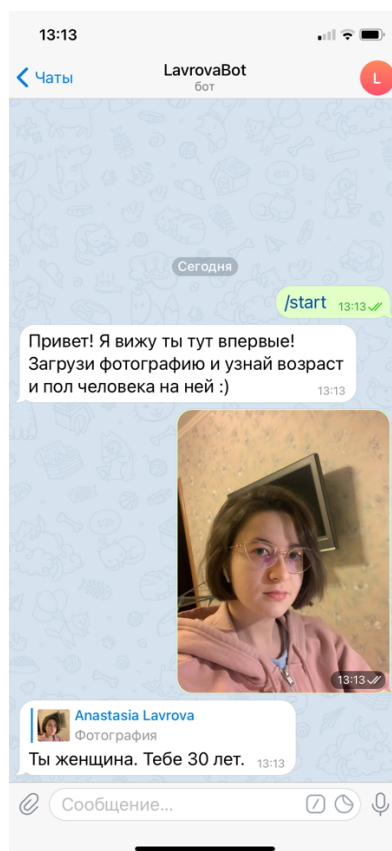 13:13
Чаты
LavrovaBot
бот
L
Сегодня
/start 13:13
Привет! Я вижу ты тут впервые!
Загрузи фотографию и узнай возраст
и пол человека на ней :) 13:13
13:13
Anastasia Lavrova
Фотография
Ты женщина. Тебе 30 лет. 13:13
Сообщение...